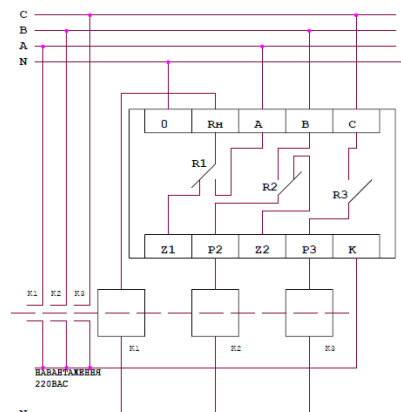 C
B
A
N
0 Rн A B C
R1
R2
R3
Z1 P2 Z2 P3 K
K1 K2 K3
K1 K2 K3
НАВАНТАЖЕННЯ
220ВАС
N